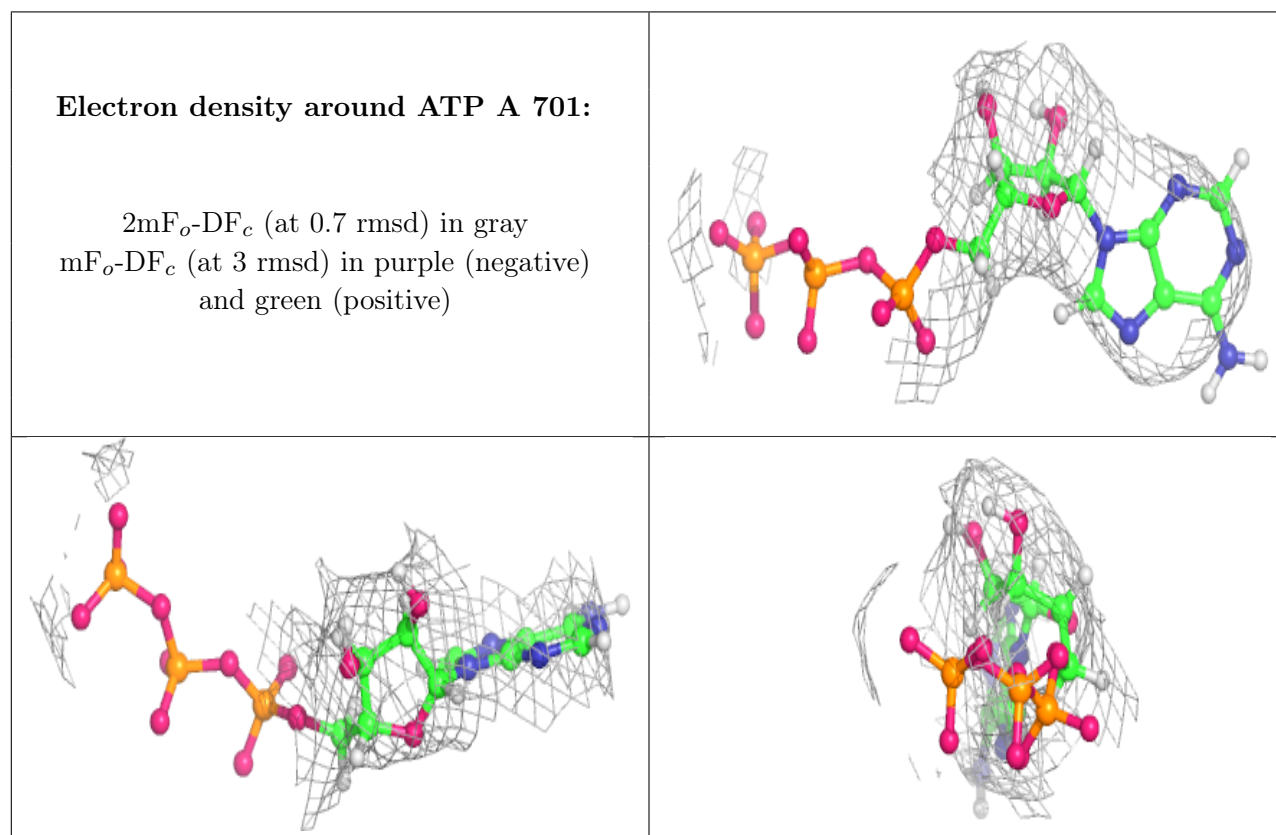 Electron density around ATP A 701:
2mFo-DFc (at 0.7 rmsd) in gray
mFo-DFc (at 3 rmsd) in purple (negative)
and green (positive)